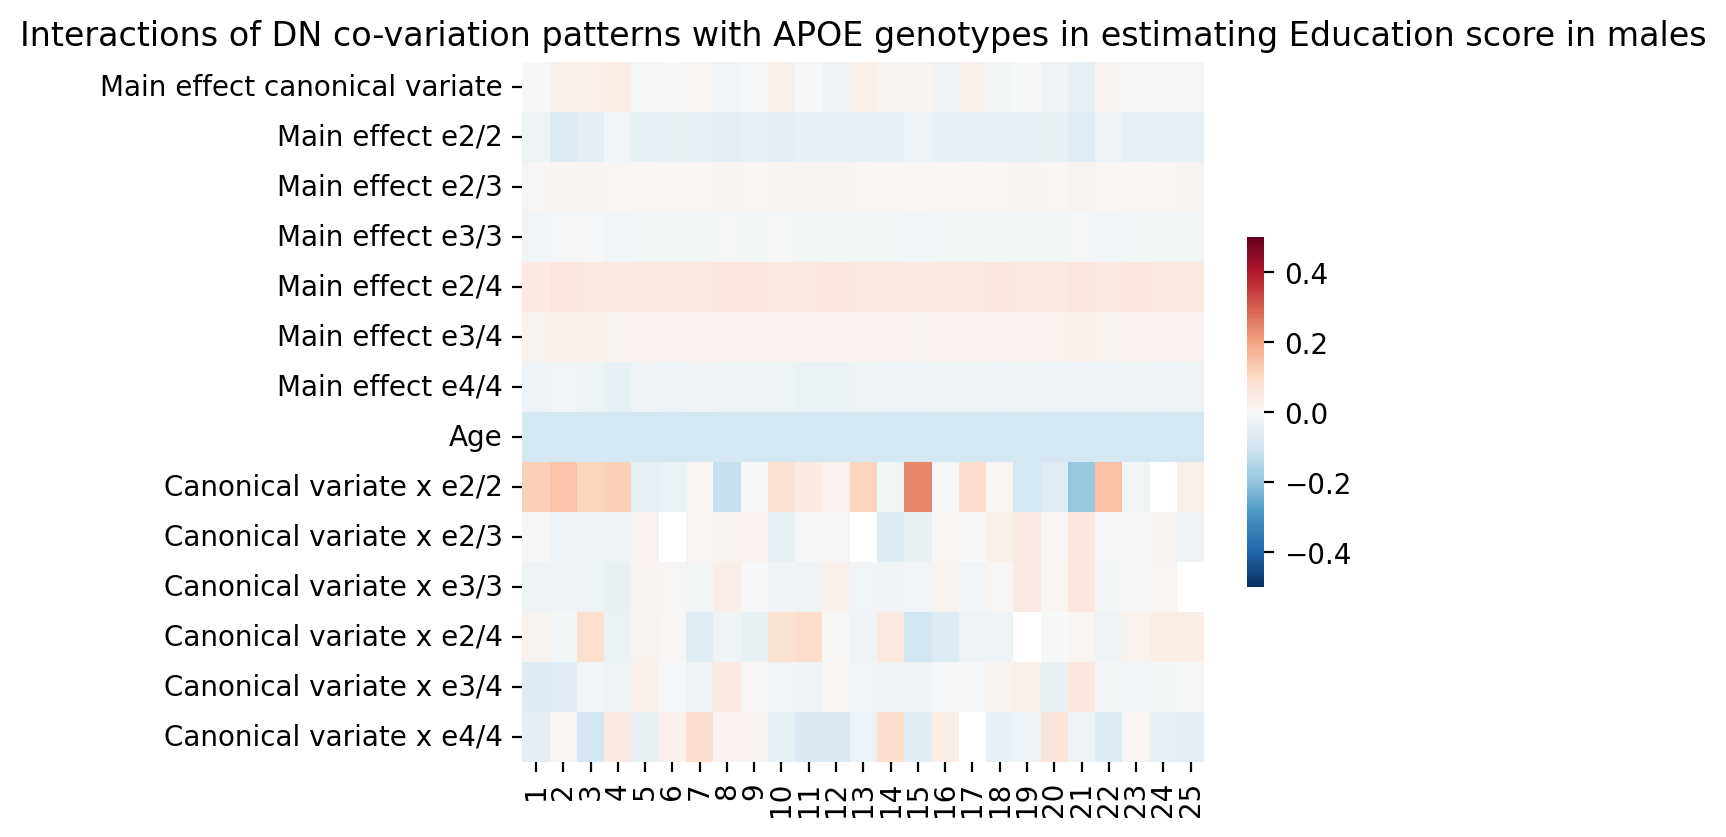 Interactions of DN co-variation patterns with APOE genotypes in estimating Education score in males
Main effect canonical variate
Main effect e2/2
Main effect e2/3
Main effect e3/3
Main effect e2/4
Main effect e3/4
Main effect e4/4
Age
Canonical variate x e2/2
Canonical variate x e2/3
Canonical variate x e3/3
Canonical variate x e2/4
Canonical variate x e3/4
Canonical variate x e4/4
1 2 3 4 5 6 7 8 9 10 11 12 13 14 15 16 17 18 19 20 21 22 23 24 25
0.4
0.2
0.0
−0.2
−0.4